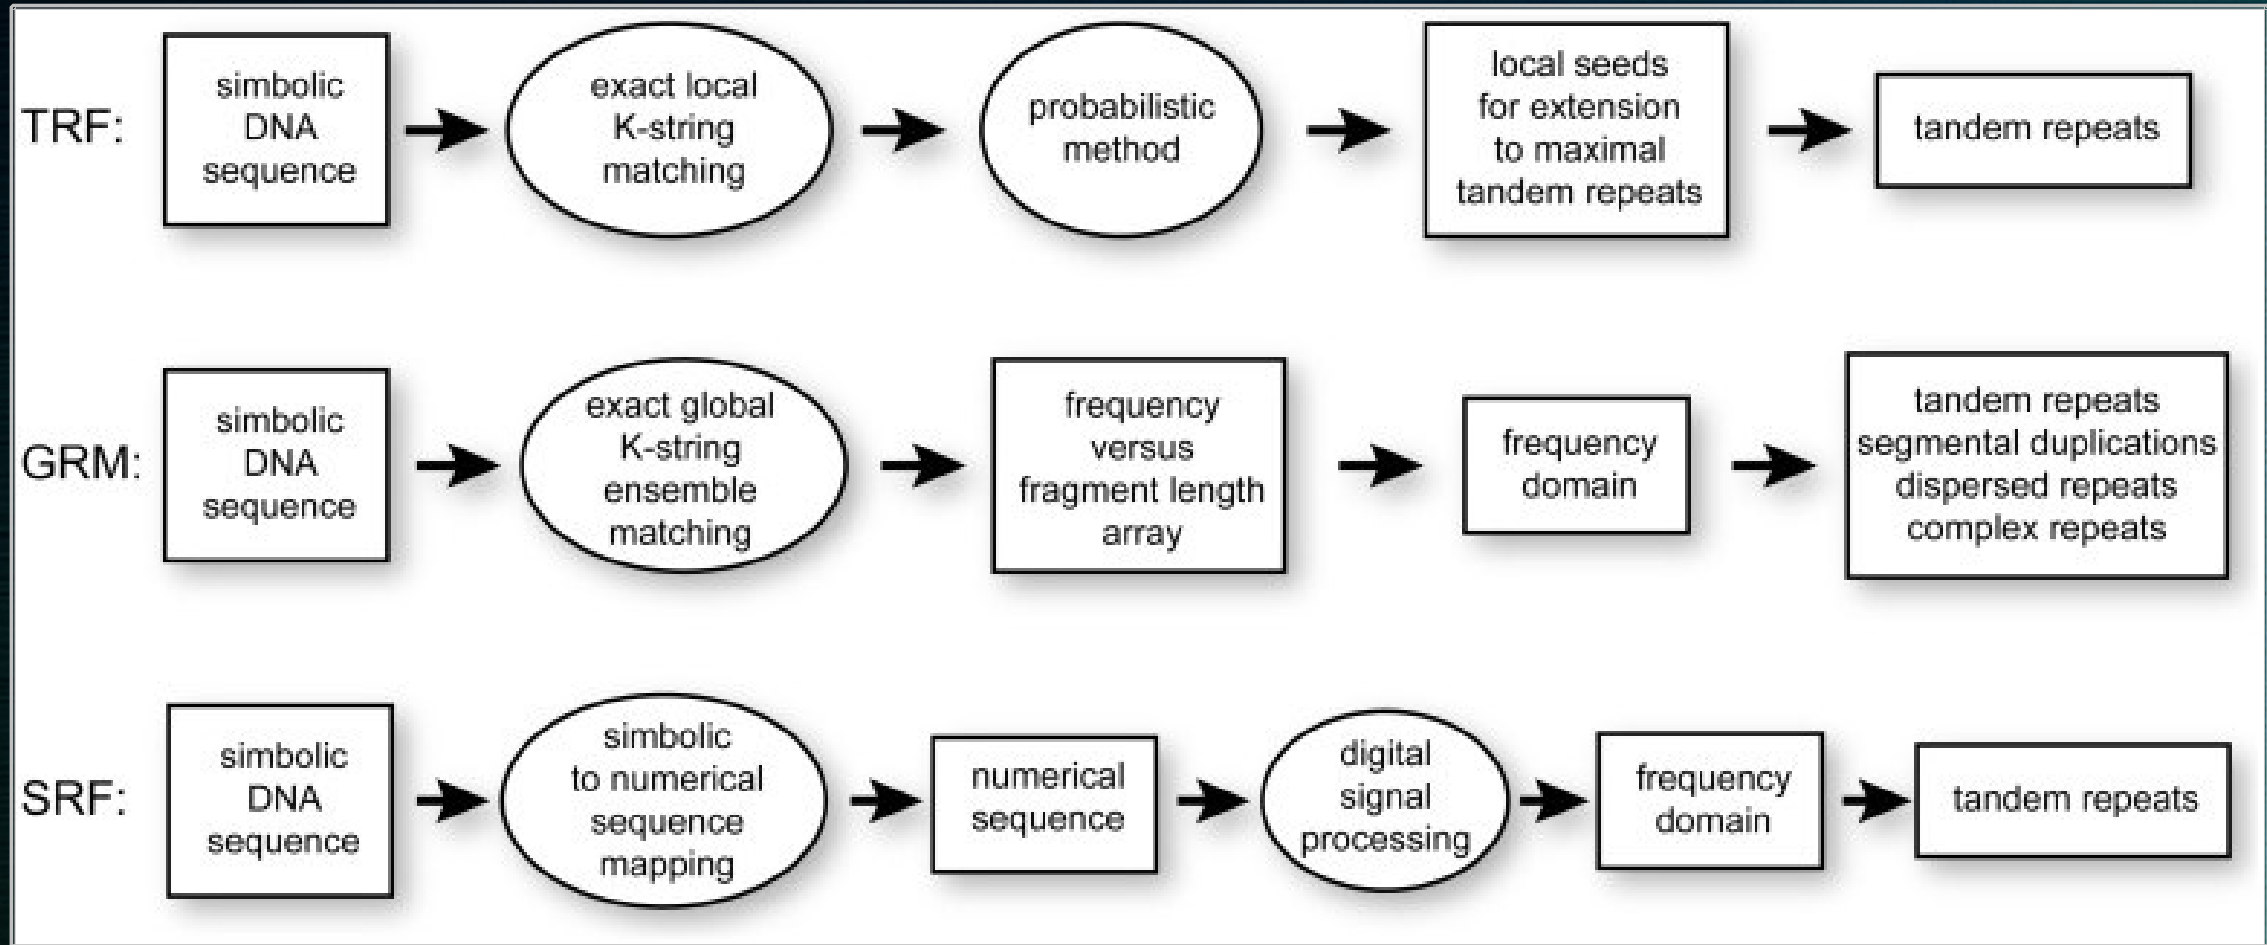 TRF:
simbolic
DNA
sequence
exact local
K-string
matching
probabilistic
method
local seeds
for extension
to maximal
tandem repeats
tandem repeats
GRM:
simbolic
DNA
sequence
exact global
K-string
ensemble
matching
frequency
versus
fragment length
array
frequency
domain
tandem repeats
segmental duplications
dispersed repeats
complex repeats
SRF:
simbolic
DNA
sequence
simbolic
to numerical
sequence
mapping
numerical
sequence
digital
signal
processing
frequency
domain
tandem repeats